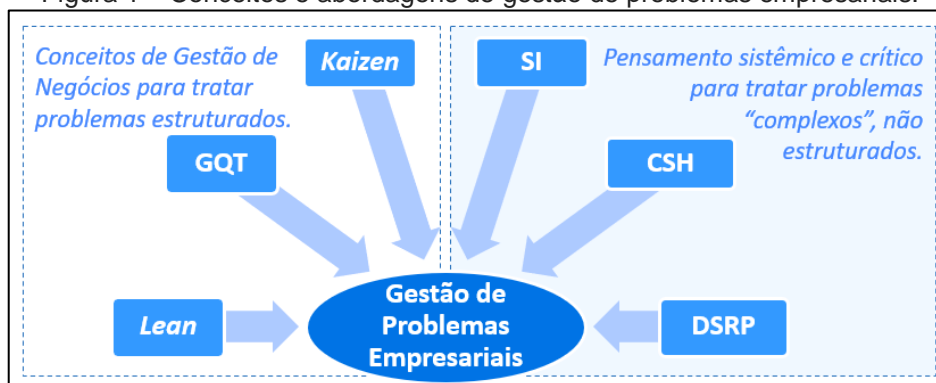 Conceitos de Gestão de
Negócios para tratar
problemas estruturados.
Kaizen
SI
Pensamento sistêmico e crítico
para tratar problemas
“complexos”, não
estruturados.
GQT
CSH
Lean
Gestão de
Problemas
Empresariais
DSRP